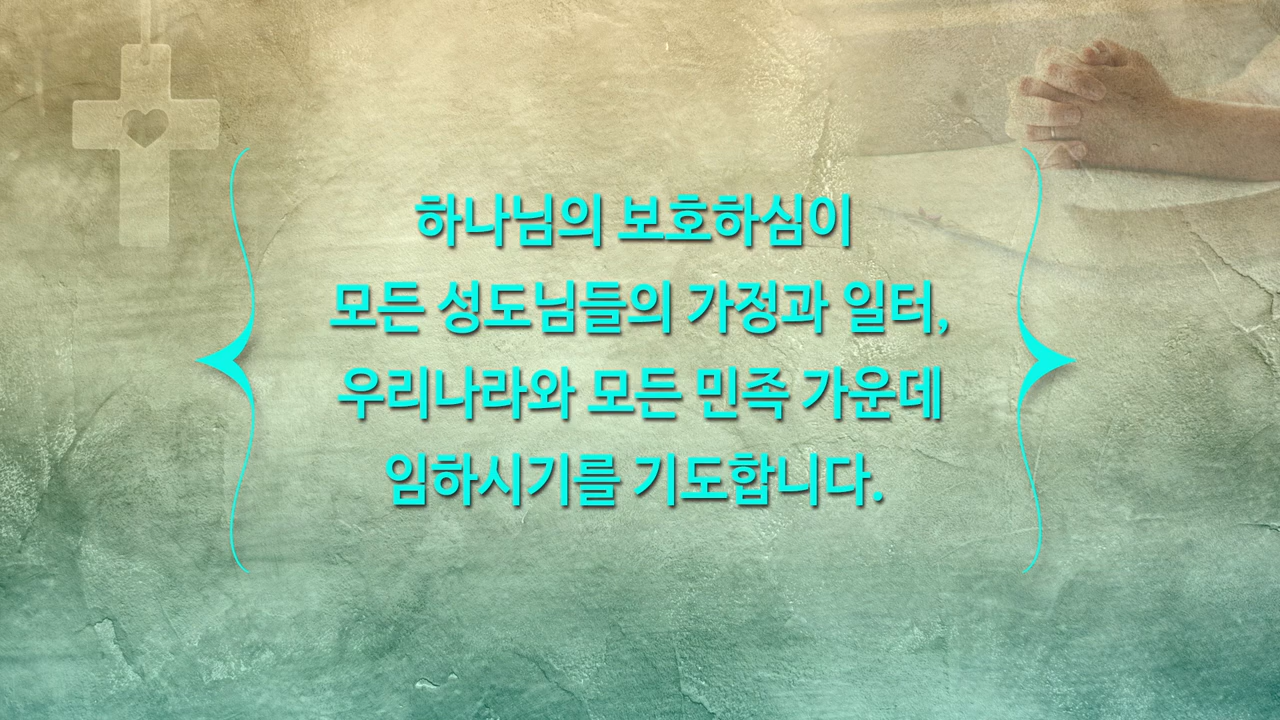 하나님의 보호하심이
모든 성도님들의 가정과 일터,
우리나라와 모든 민족 가운데
임하시기를 기도합니다.